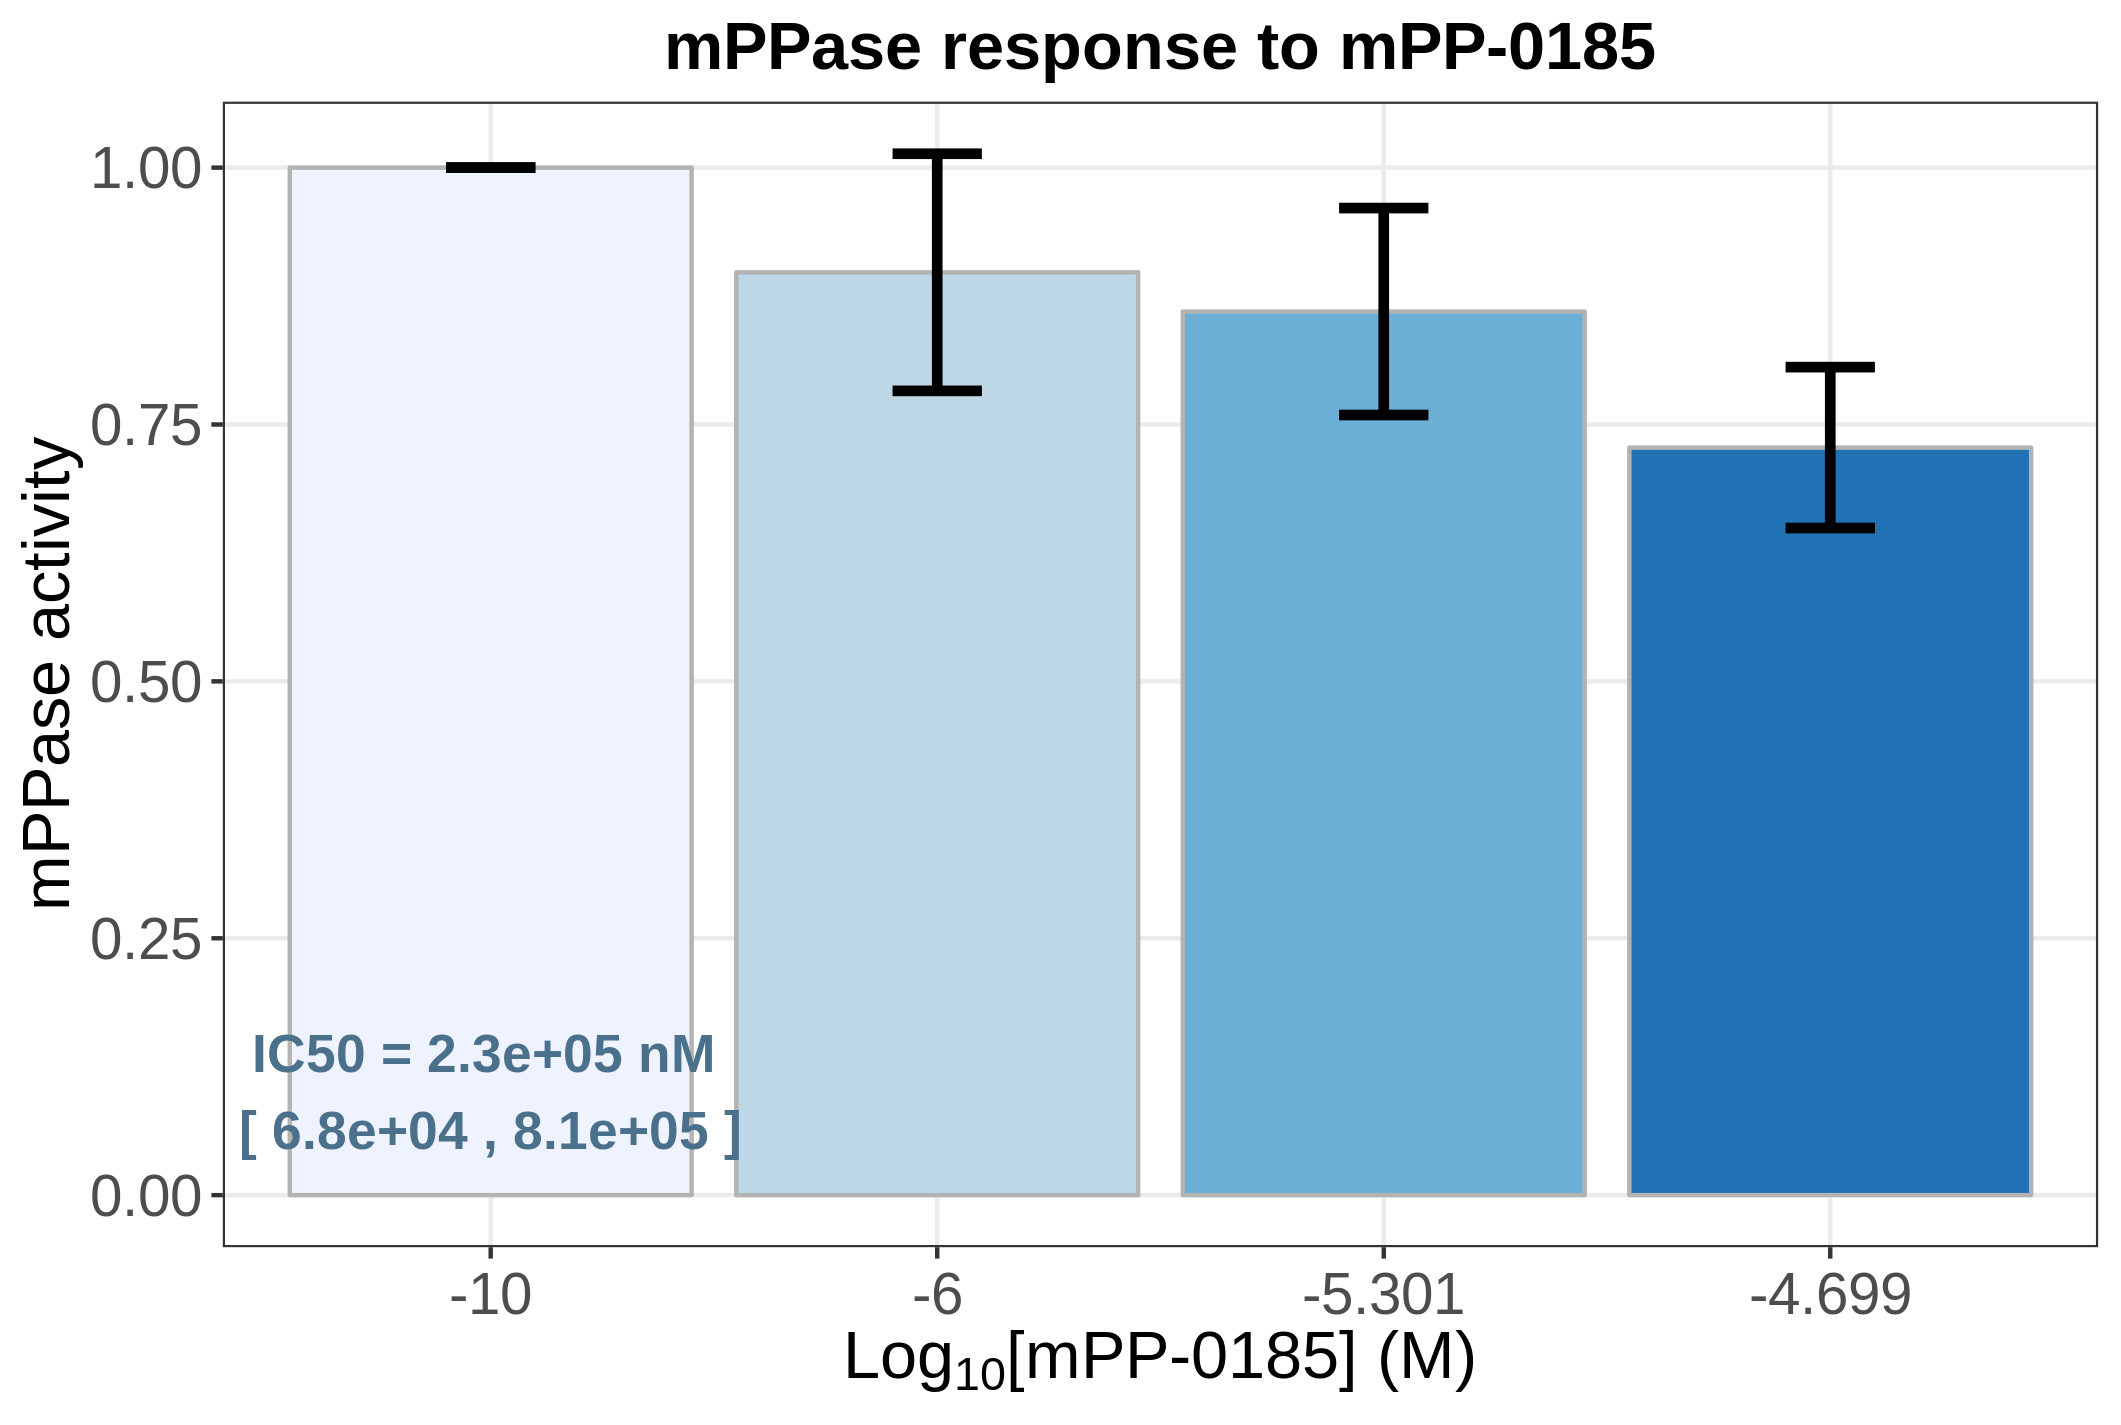 mPPase response to mPP-0185
mPPase activity
1.00
0.75
0.50
0.25
0.00
IC50 = 2.3e+05 nM
[ 6.8e+04 , 8.1e+05 ]
-10
-6
-5.301
-4.699
Log₁₀[mPP-0185] (M)